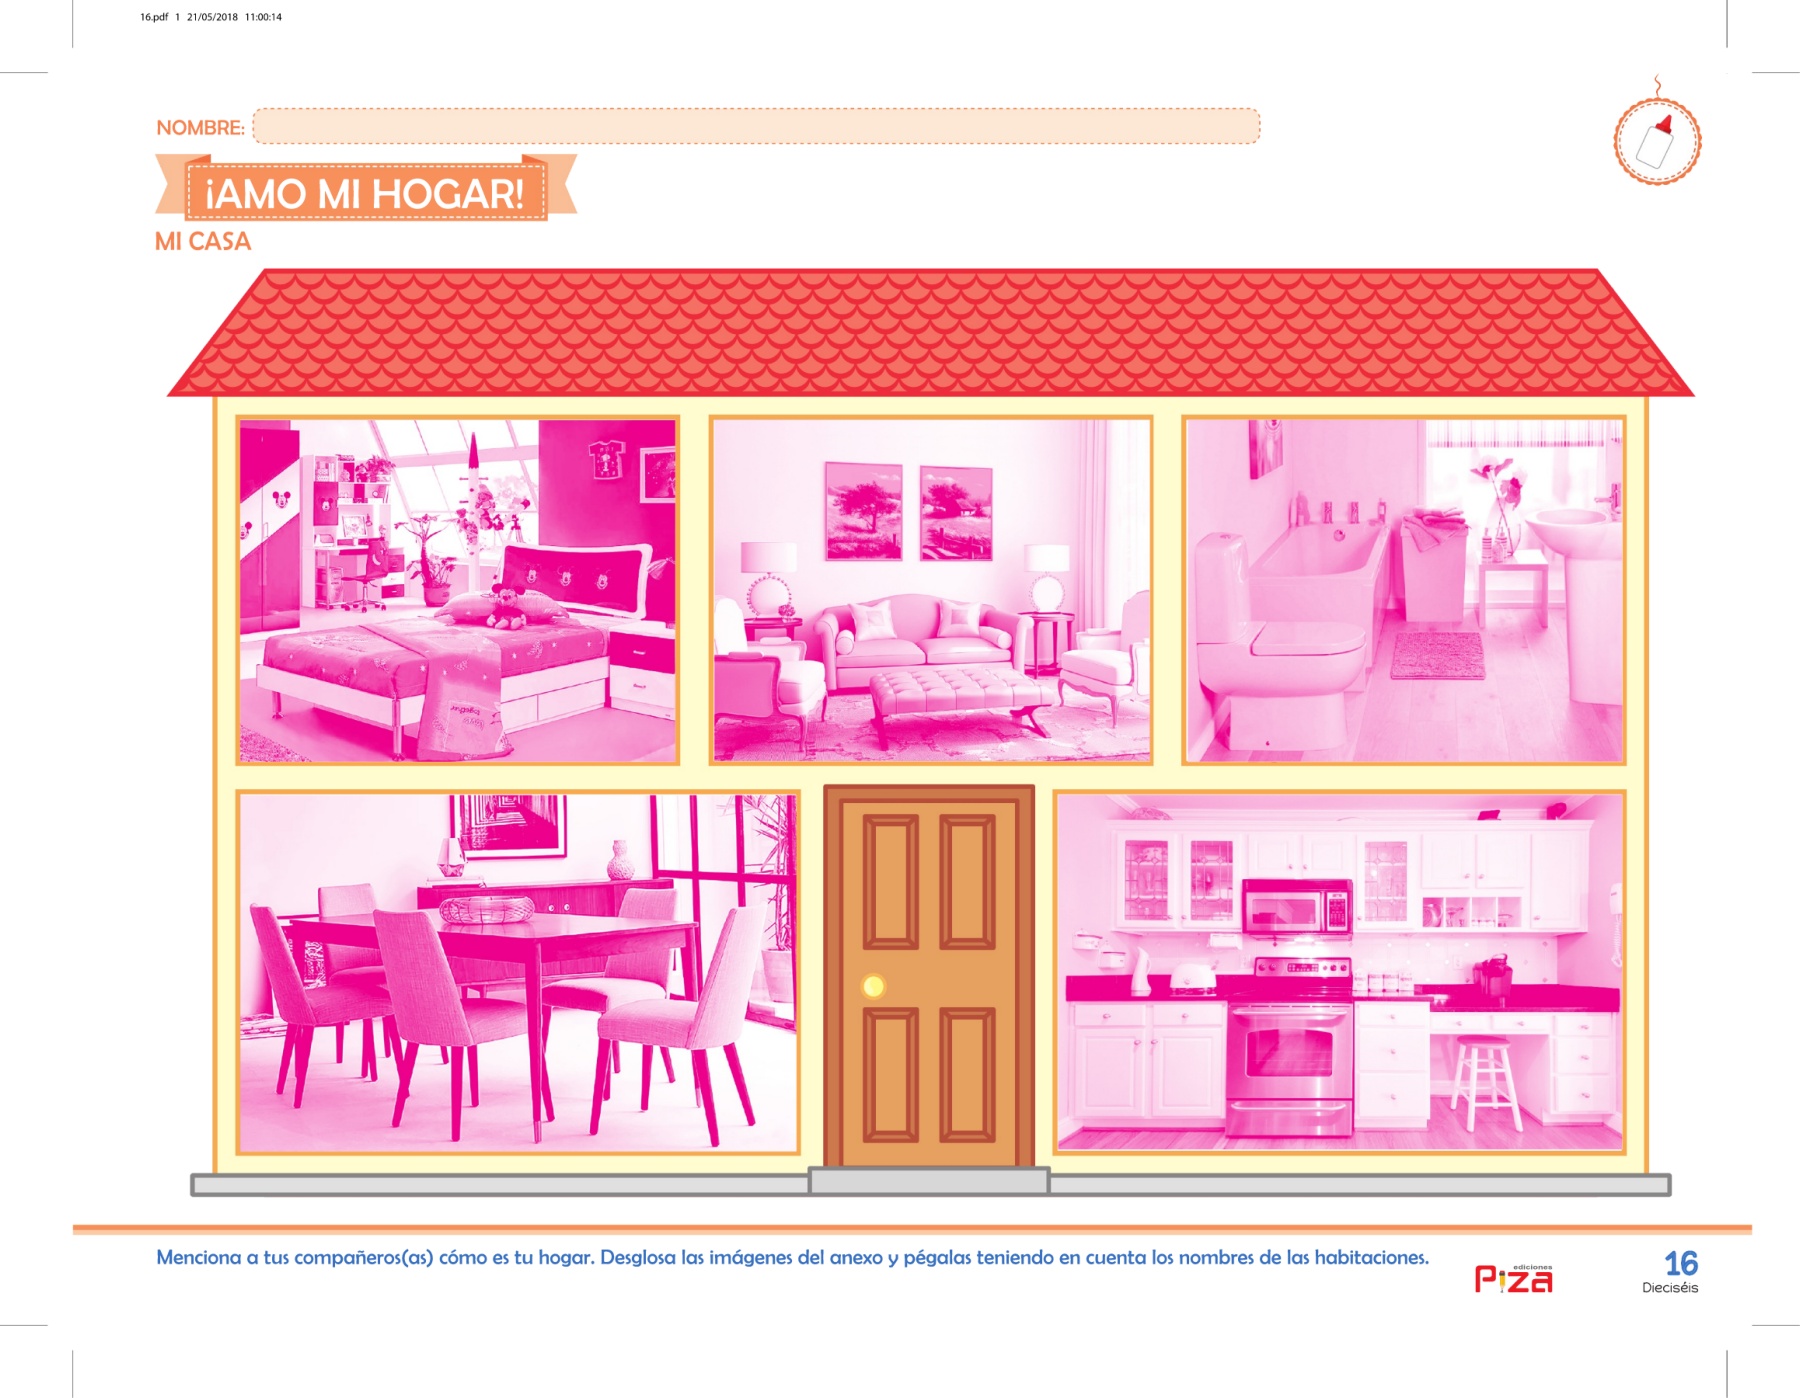 16.pdf 1 21/05/2018 11:00:14
NOMBRE:
¡AMO MI HOGAR!
MI CASA
Menciona a tus compañeros(as) cómo es tu hogar. Desglosa las imágenes del anexo y pégalas teniendo en cuenta los nombres de las habitaciones.
ediciones
Piza
16
Dieciséis